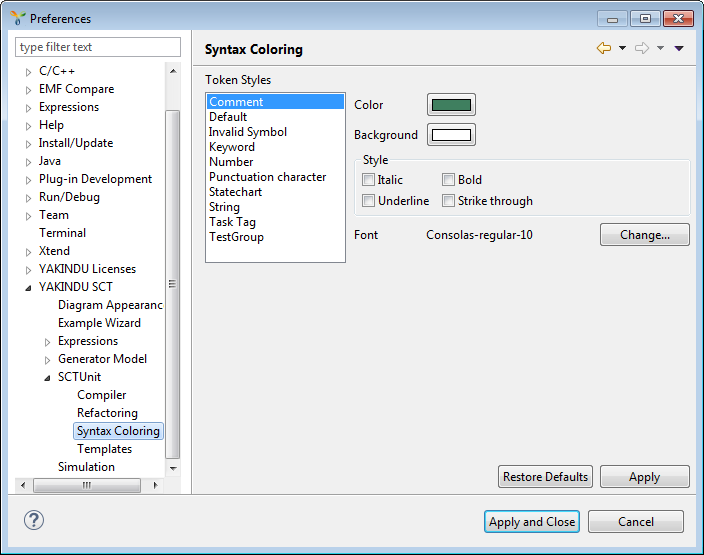 Preferences
type filter text
C/C++
EMF Compare
Expressions
Help
Install/Update
Java
Plug-in Development
Run/Debug
Team
Terminal
Xtend
YAKINDU Licenses
YAKINDU SCT
Diagram Appearanc
Example Wizard
Expressions
Generator Model
SCTUnit
Compiler
Refactoring
Syntax Coloring
Templates
Simulation
Syntax Coloring
Token Styles
Comment
Default
Invalid Symbol
Keyword
Number
Punctuation character
Statechart
String
Task Tag
TestGroup
Color
Background
Style
Italic Bold
Underline Strike through
Font Consolas-regular-10 Change...
Restore Defaults Apply
? Apply and Close Cancel